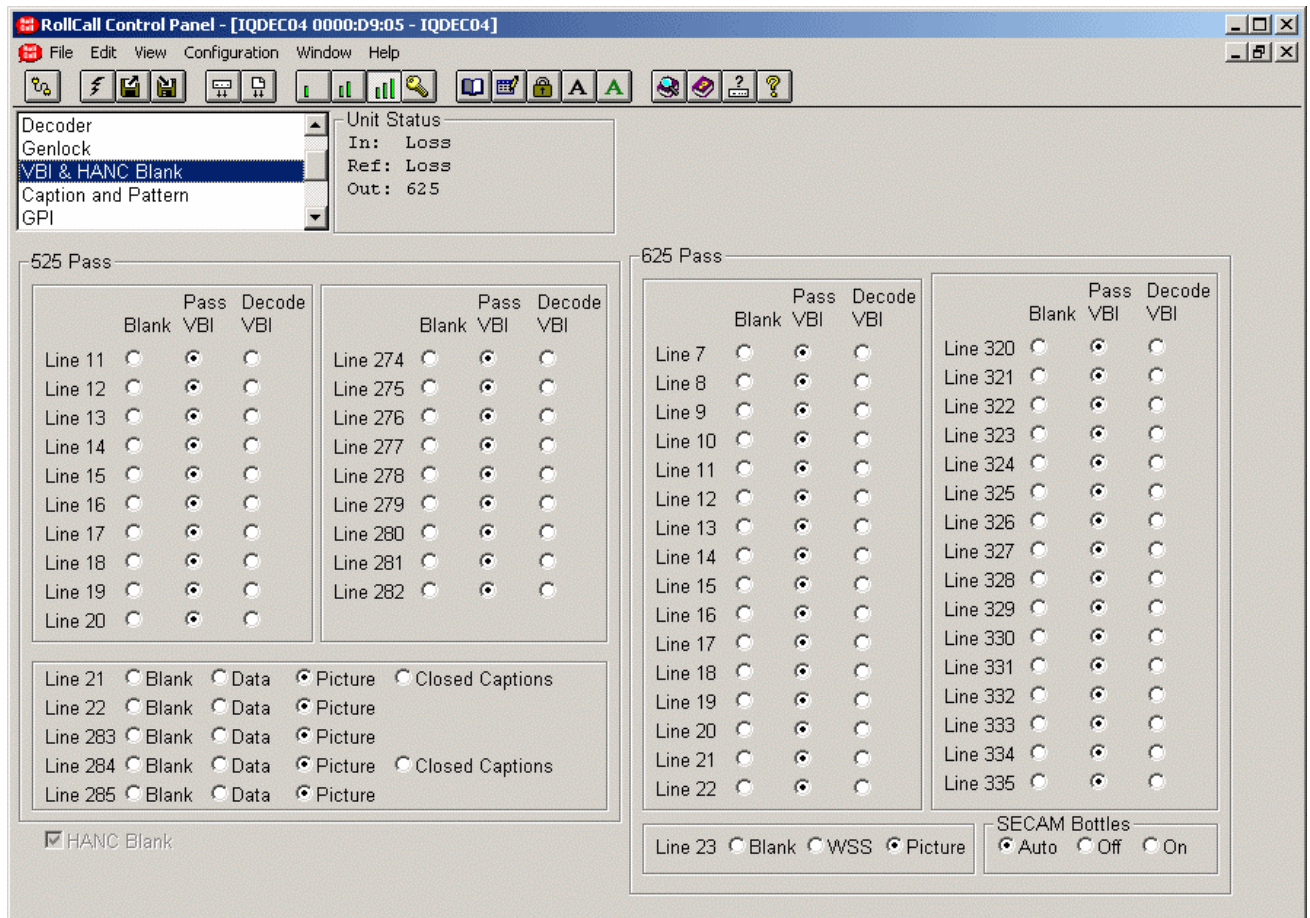 RollCall Control Panel - [IQDEC04 0000:D9:05 - IQDEC04]
File Edit View Configuration Window Help
A A
Decoder
Genlock
VBI & HANC Blank
Caption and Pattern
GPI
Unit Status
In: Loss
Ref: Loss
Out: 625
525 Pass
Blank Pass VBI Decode VBI
Line 11
Line 12
Line 13
Line 14
Line 15
Line 16
Line 17
Line 18
Line 19
Line 20
Blank Pass VBI Decode VBI
Line 274
Line 275
Line 276
Line 277
Line 278
Line 279
Line 280
Line 281
Line 282
Line 21 Blank Data Picture Closed Captions
Line 22 Blank Data Picture
Line 283 Blank Data Picture
Line 284 Blank Data Picture Closed Captions
Line 285 Blank Data Picture
HANC Blank
625 Pass
Blank Pass VBI Decode VBI
Line 7
Line 8
Line 9
Line 10
Line 11
Line 12
Line 13
Line 14
Line 15
Line 16
Line 17
Line 18
Line 19
Line 20
Line 21
Line 22
Blank Pass VBI Decode VBI
Line 320
Line 321
Line 322
Line 323
Line 324
Line 325
Line 326
Line 327
Line 328
Line 329
Line 330
Line 331
Line 332
Line 333
Line 334
Line 335
Line 23 Blank WSS Picture
SECAM Bottles
Auto Off On